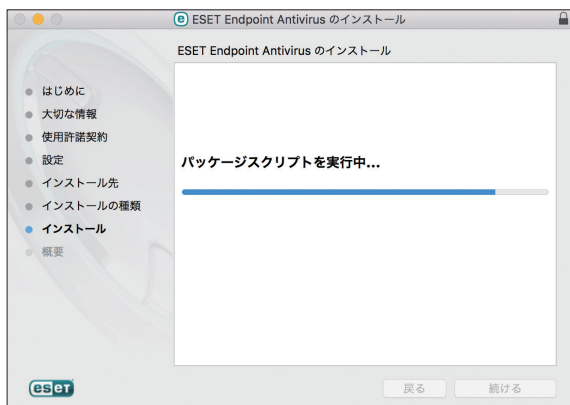 ESET Endpoint Antivirus のインストール
ESET Endpoint Antivirus のインストール
はじめに
大切な情報
使用許諾契約
設定
インストール先
インストールの種類
インストール
概要
パッケージスクリプトを実行中...
eseт
戻る
続ける